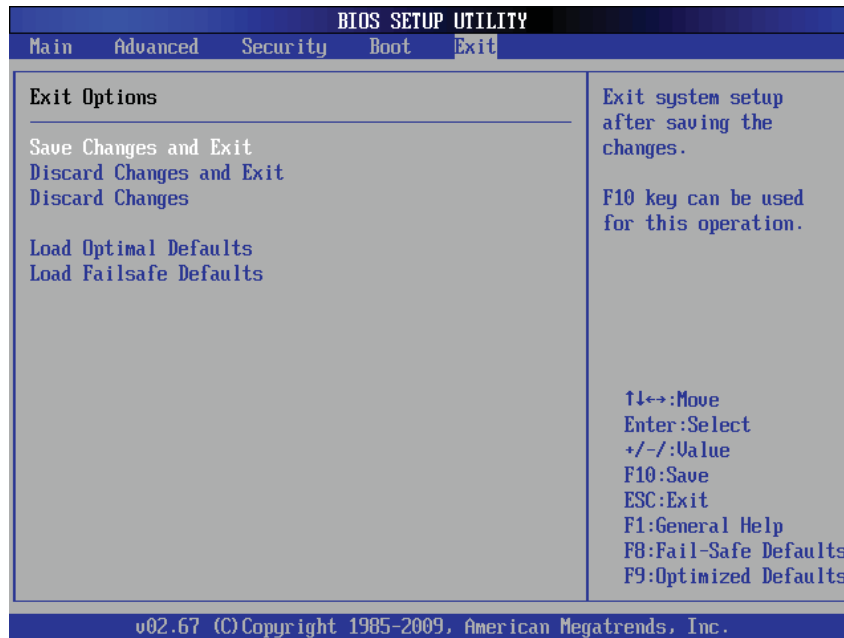 BIOS SETUP UTILITY
Main Advanced Security Boot Exit
Exit Options
Save Changes and Exit
Discard Changes and Exit
Discard Changes
Load Optimal Defaults
Load Failsafe Defaults
Exit system setup
after saving the
changes.
F10 key can be used
for this operation.
↑↓←→:Move
Enter:Select
+/-/:Value
F10:Save
ESC:Exit
F1:General Help
F8:Fail-Safe Defaults
F9:Optimized Defaults
v02.67 (C)Copyright 1985-2009, American Megatrends, Inc.